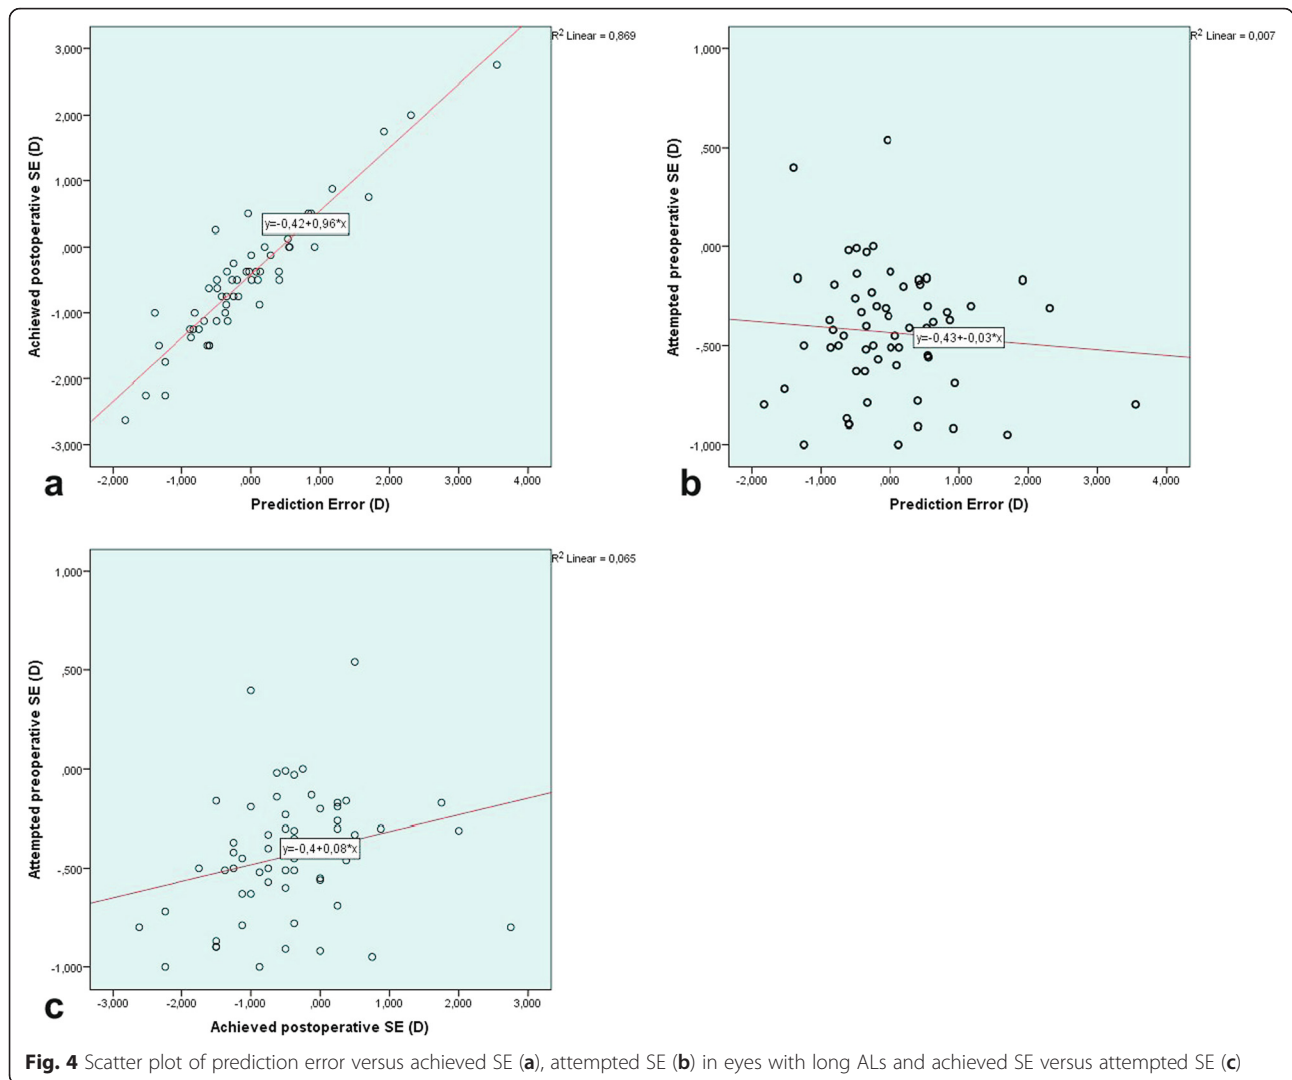 R2 Linear = 0,869
3,000
2,000
1,000
,000
-1,000
-2,000
-3,000
Achiewed postoperative SE (D)
y=-0,42+0,96*x
-2,000 -1,000 ,000 1,000 2,000 3,000 4,000
Prediction Error (D)
a
R2 Linear = 0,007
1,000
,500
,000
-,500
-1,000
Attempted preoperative SE (D)
y=-0,43+-0,03*x
-2,000 -1,000 ,000 1,000 2,000 3,000 4,000
Prediction Error (D)
b
R2 Linear = 0,065
1,000
,500
,000
-,500
-1,000
Attempted preoperative SE (D)
y=-0,4+0,08*x
-3,000 -2,000 -1,000 ,000 1,000 2,000 3,000
Achieved postoperative SE (D)
c
Fig. 4 Scatter plot of prediction error versus achieved SE (a), attempted SE (b) in eyes with long ALs and achieved SE versus attempted SE (c)